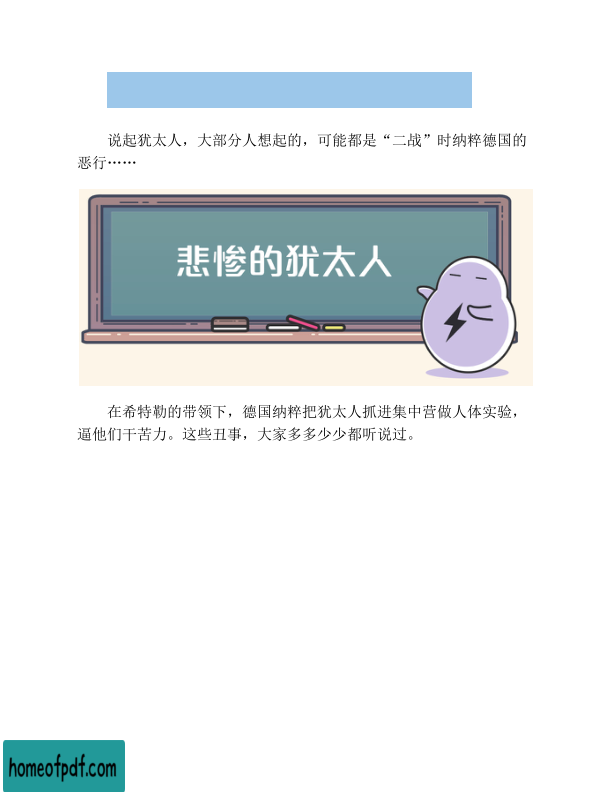 说起犹太人，大部分人想起的，可能都是“二战”时纳粹德国的
恶行……
悲惨的犹太人
在希特勒的带领下，德国纳粹把犹太人抓进集中营做人体实验，
逼他们干苦力。这些丑事，大家多多少少都听说过。
homeofpdf.com